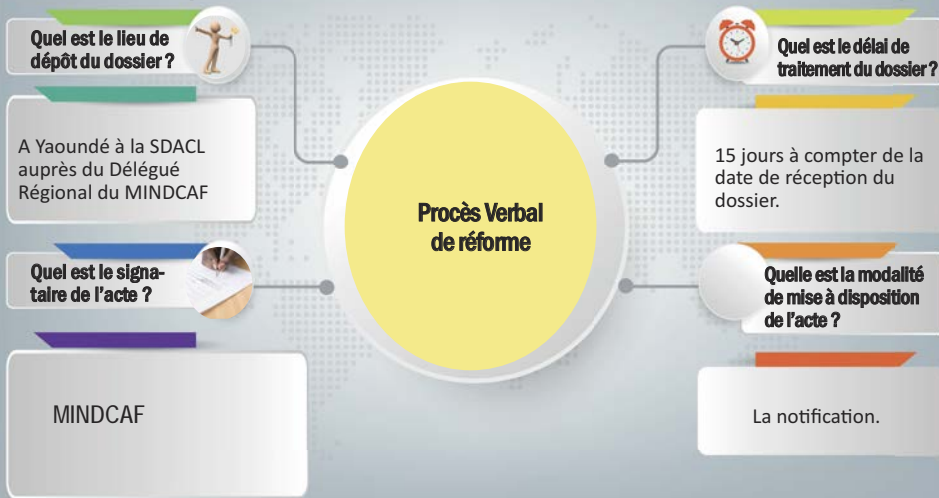 Quel est le lieu de
dépôt du dossier ?
A Yaoundé à la SDACL
auprès du Délégué
Régional du MINDCAF
Quel est le signa-
taire de l'acte ?
MINDCAF
Procès Verbal
de réforme
Quel est le délai de
traitement du dossier ?
15 jours à compter de la
date de réception du
dossier.
Quelle est la modalité
de mise à disposition
de l'acte ?
La notification.